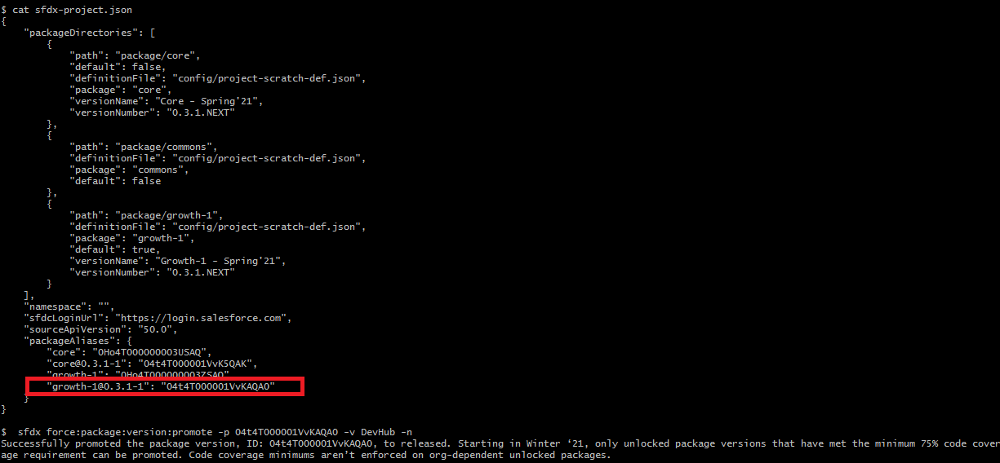 $ cat sfdx-project.json
{
"packageDirectories": [
{
"path": "package/core",
"default": false,
"definitionFile": "config/project-scratch-def.json",
"package": "core",
"versionName": "Core - Spring'21",
"versionNumber": "0.3.1.NEXT"
},
{
"path": "package/commons",
"definitionFile": "config/project-scratch-def.json",
"package": "commons",
"default": false
},
{
"path": "package/growth-1",
"definitionFile": "config/project-scratch-def.json",
"package": "growth-1",
"default": true,
"versionName": "Growth-1 - Spring'21",
"versionNumber": "0.3.1.NEXT"
}
],
"namespace": "",
"sfdcLoginUrl": "https://login.salesforce.com",
"sourceApiVersion": "50.0",
"packageAliases": {
"core": "0Ho4T000000003USAQ",
"core@0.3.1-1": "04t4T000001VvK5QAK",
"growth-1": "0Ho4T000000003ZSAQ",
"growth-1@0.3.1-1": "04t4T000001VvKAQA0"
}
}
$ sfdx force:package:version:promote -p 04t4T000001VvKAQA0 -v DevHub -n
Successfully promoted the package version, ID: 04t4T000001VvKAQA0, to released. Starting in Winter ‘21, only unlocked package versions that have met the minimum 75% code cover
age requirement can be promoted. Code coverage minimums aren’t enforced on org-dependent unlocked packages.